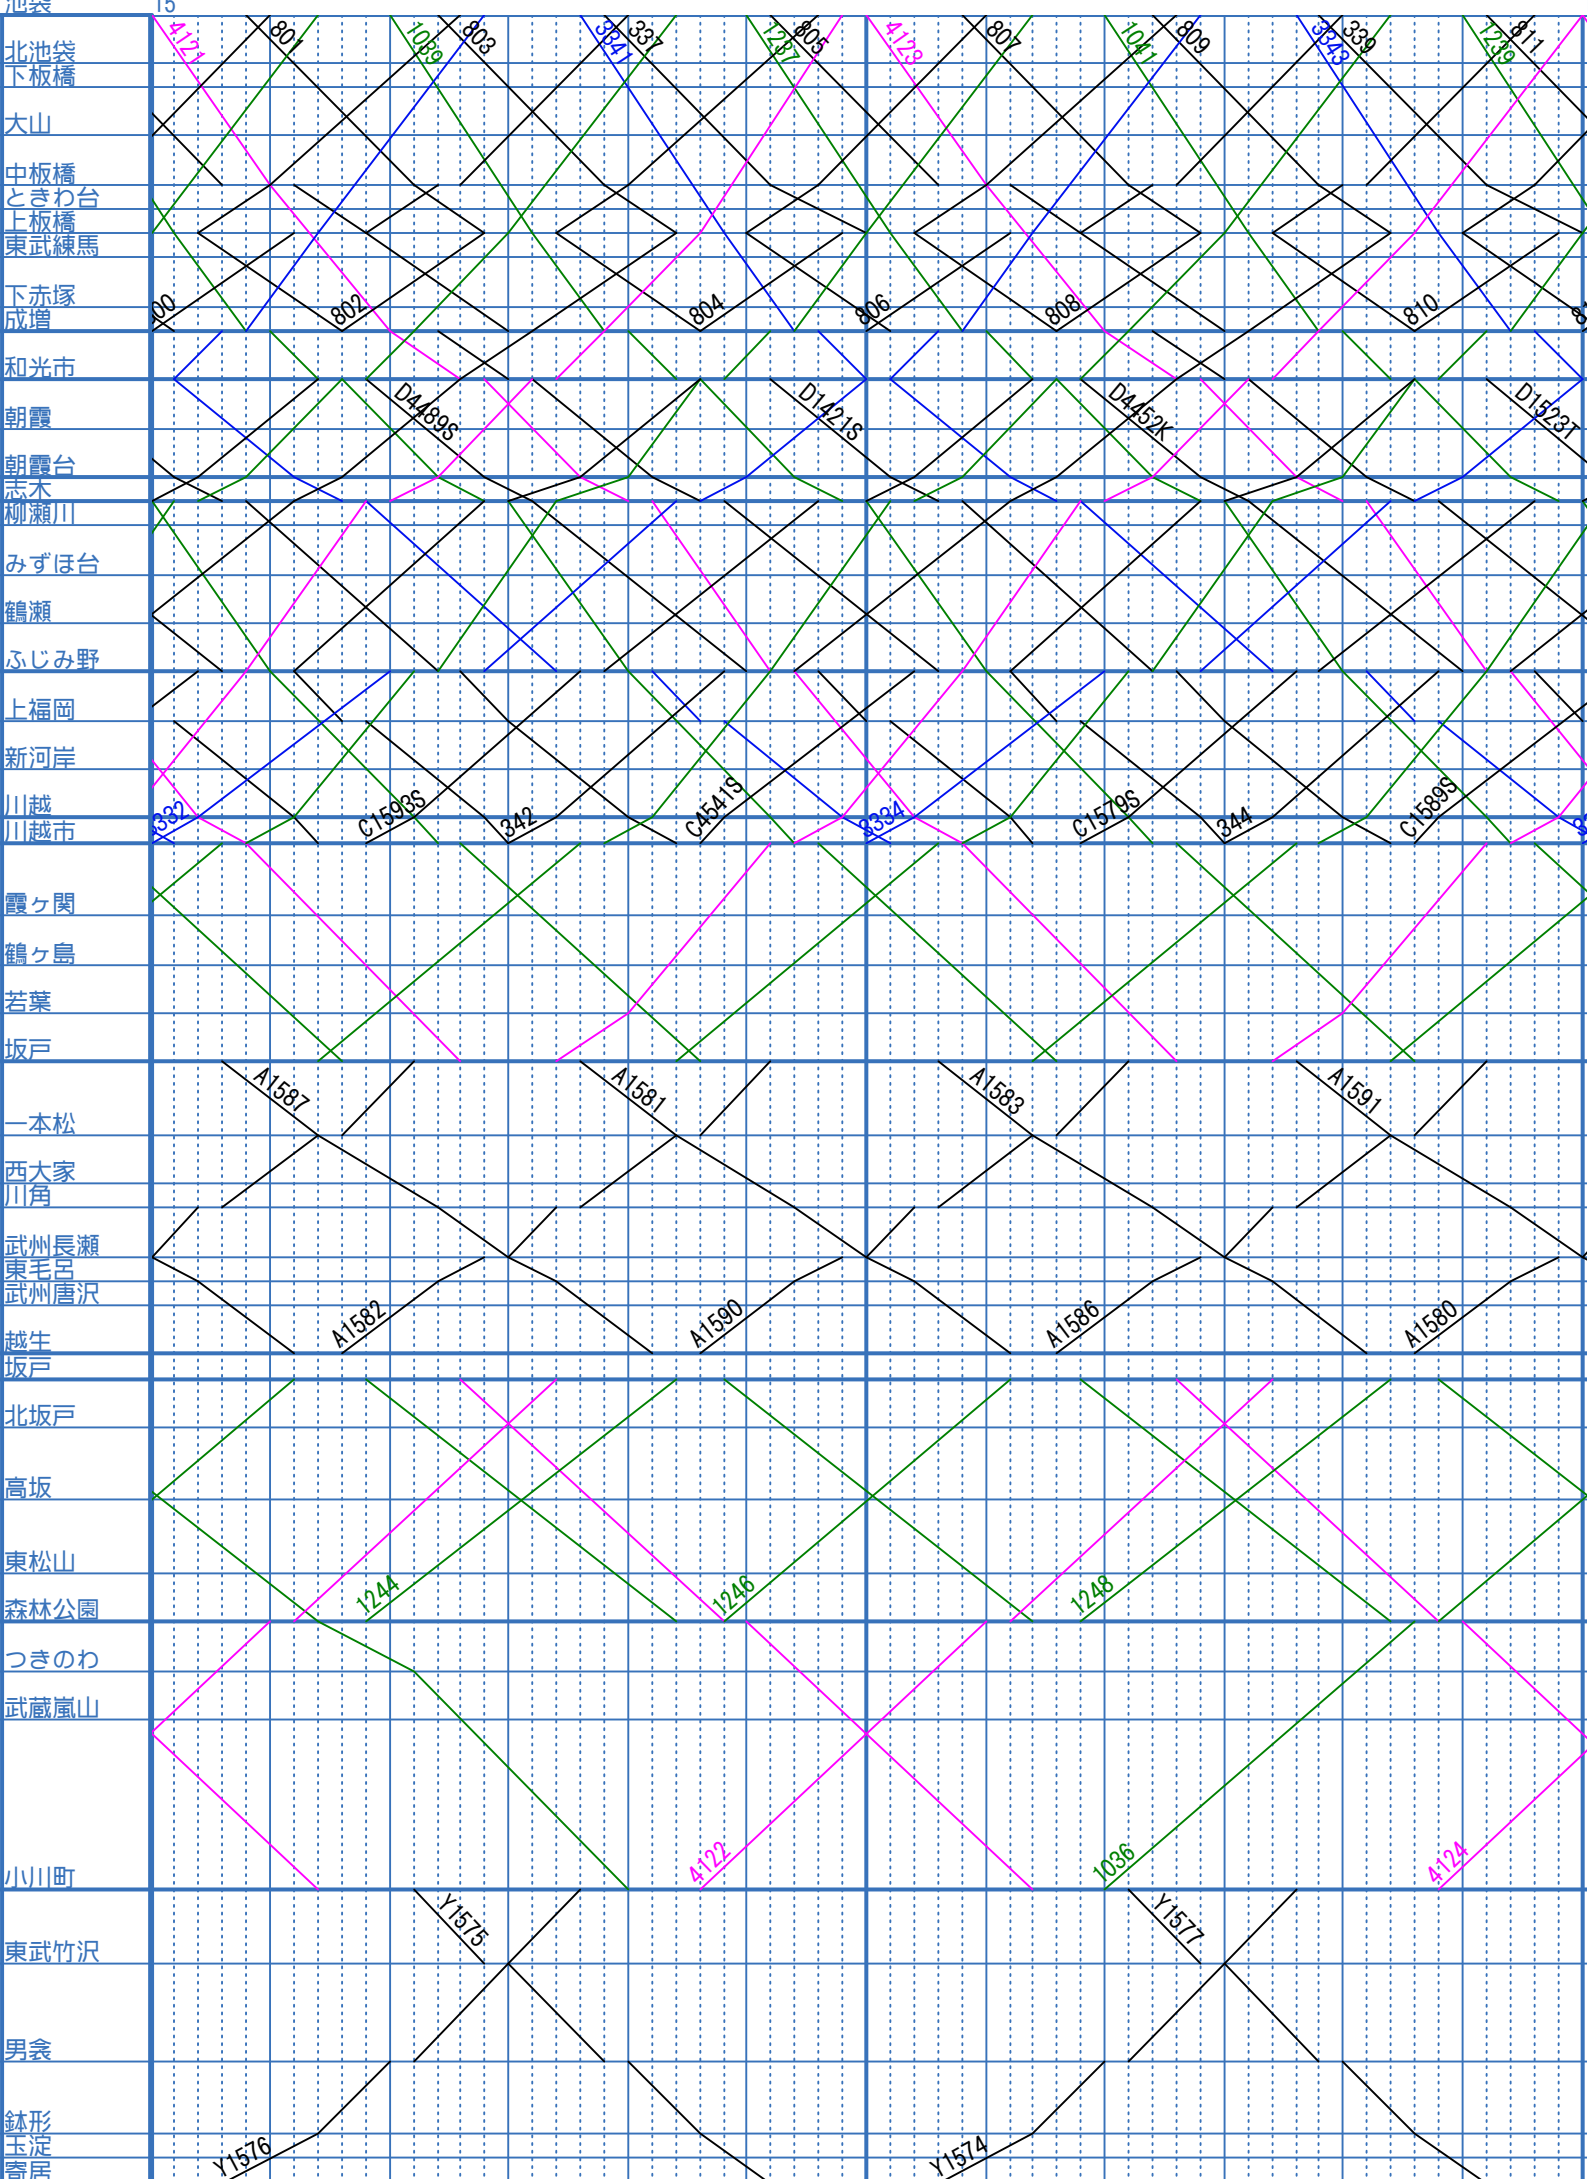 池袋
15
4121
801
1039
803
3341
337
1237
805
4123
807
1041
809
3343
339
1239
811
北池袋
下板橋
大山
中板橋
ときわ台
上板橋
東武練馬
下赤塚
成増
00
802
804
806
808
810
和光市
D4489S
D1421S
D4452K
D1523T
朝霞
朝霞台
志木
柳瀬川
みずほ台
鶴瀬
ふじみ野
上福岡
新河岸
川越
川越市
3332
C1593S
342
C4541S
3334
C1579S
344
C1589S
霞ヶ関
鶴ヶ島
若葉
坂戸
A1587
A1581
A1583
A1591
一本松
西大家
川角
武州長瀬
東毛呂
武州唐沢
越生
A1582
A1590
A1586
A1580
坂戸
北坂戸
高坂
東松山
森林公園
1244
1246
1248
つきのわ
武蔵嵐山
小川町
4122
1036
4124
Y1575
Y1577
東武竹沢
男衾
鉢形
玉淀
寄居
Y1576
Y1574